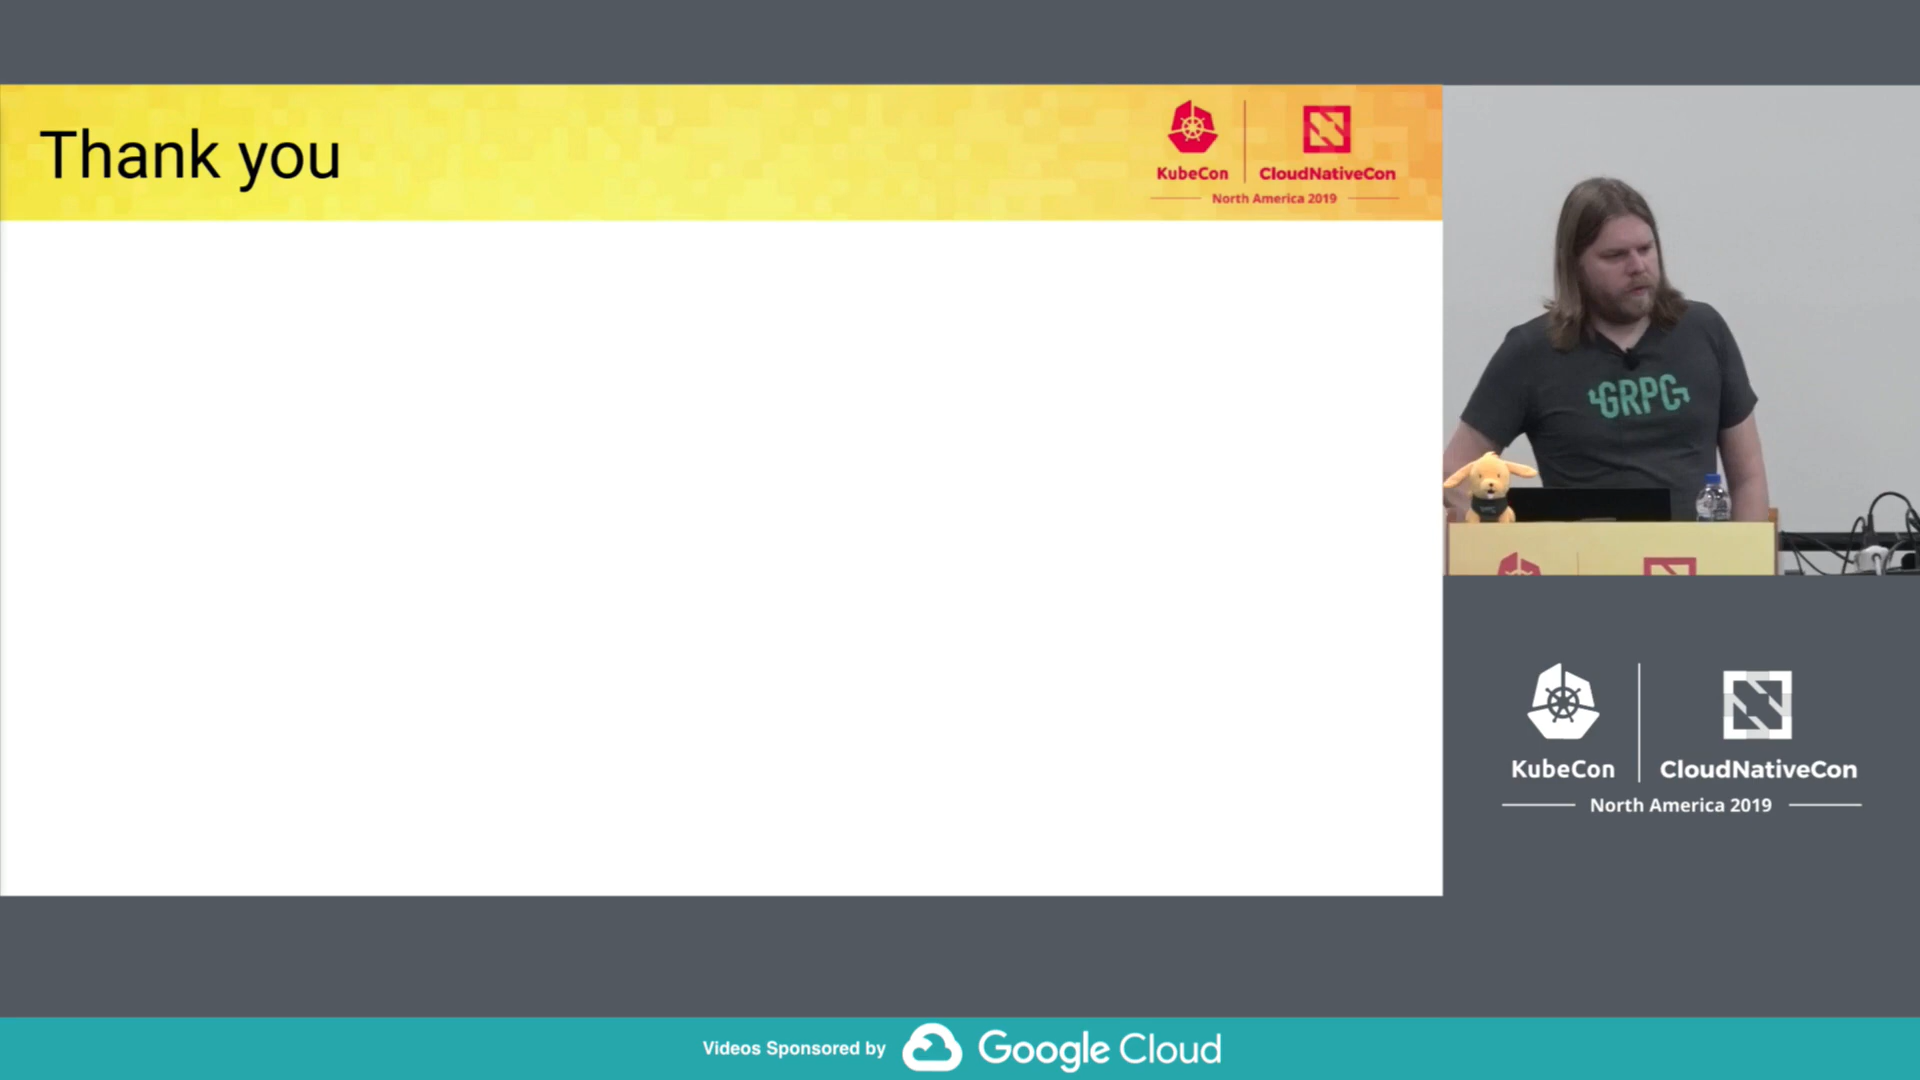 Thank you
KubeCon
CloudNativeCon
North America 2019
GRPC
KubeCon
CloudNativeCon
North America 2019
Videos Sponsored by
Google Cloud